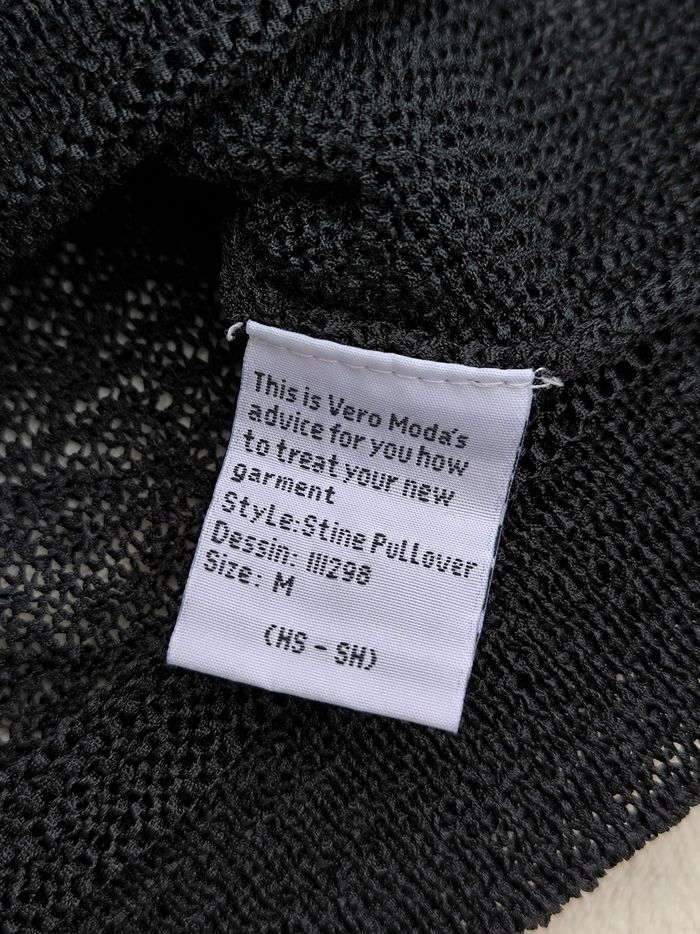 This is Vero Moda's
advice for you how
to treat your new
garment
Style:Stine Pullover
Dessin: III298
Size: M
(HS - SH)